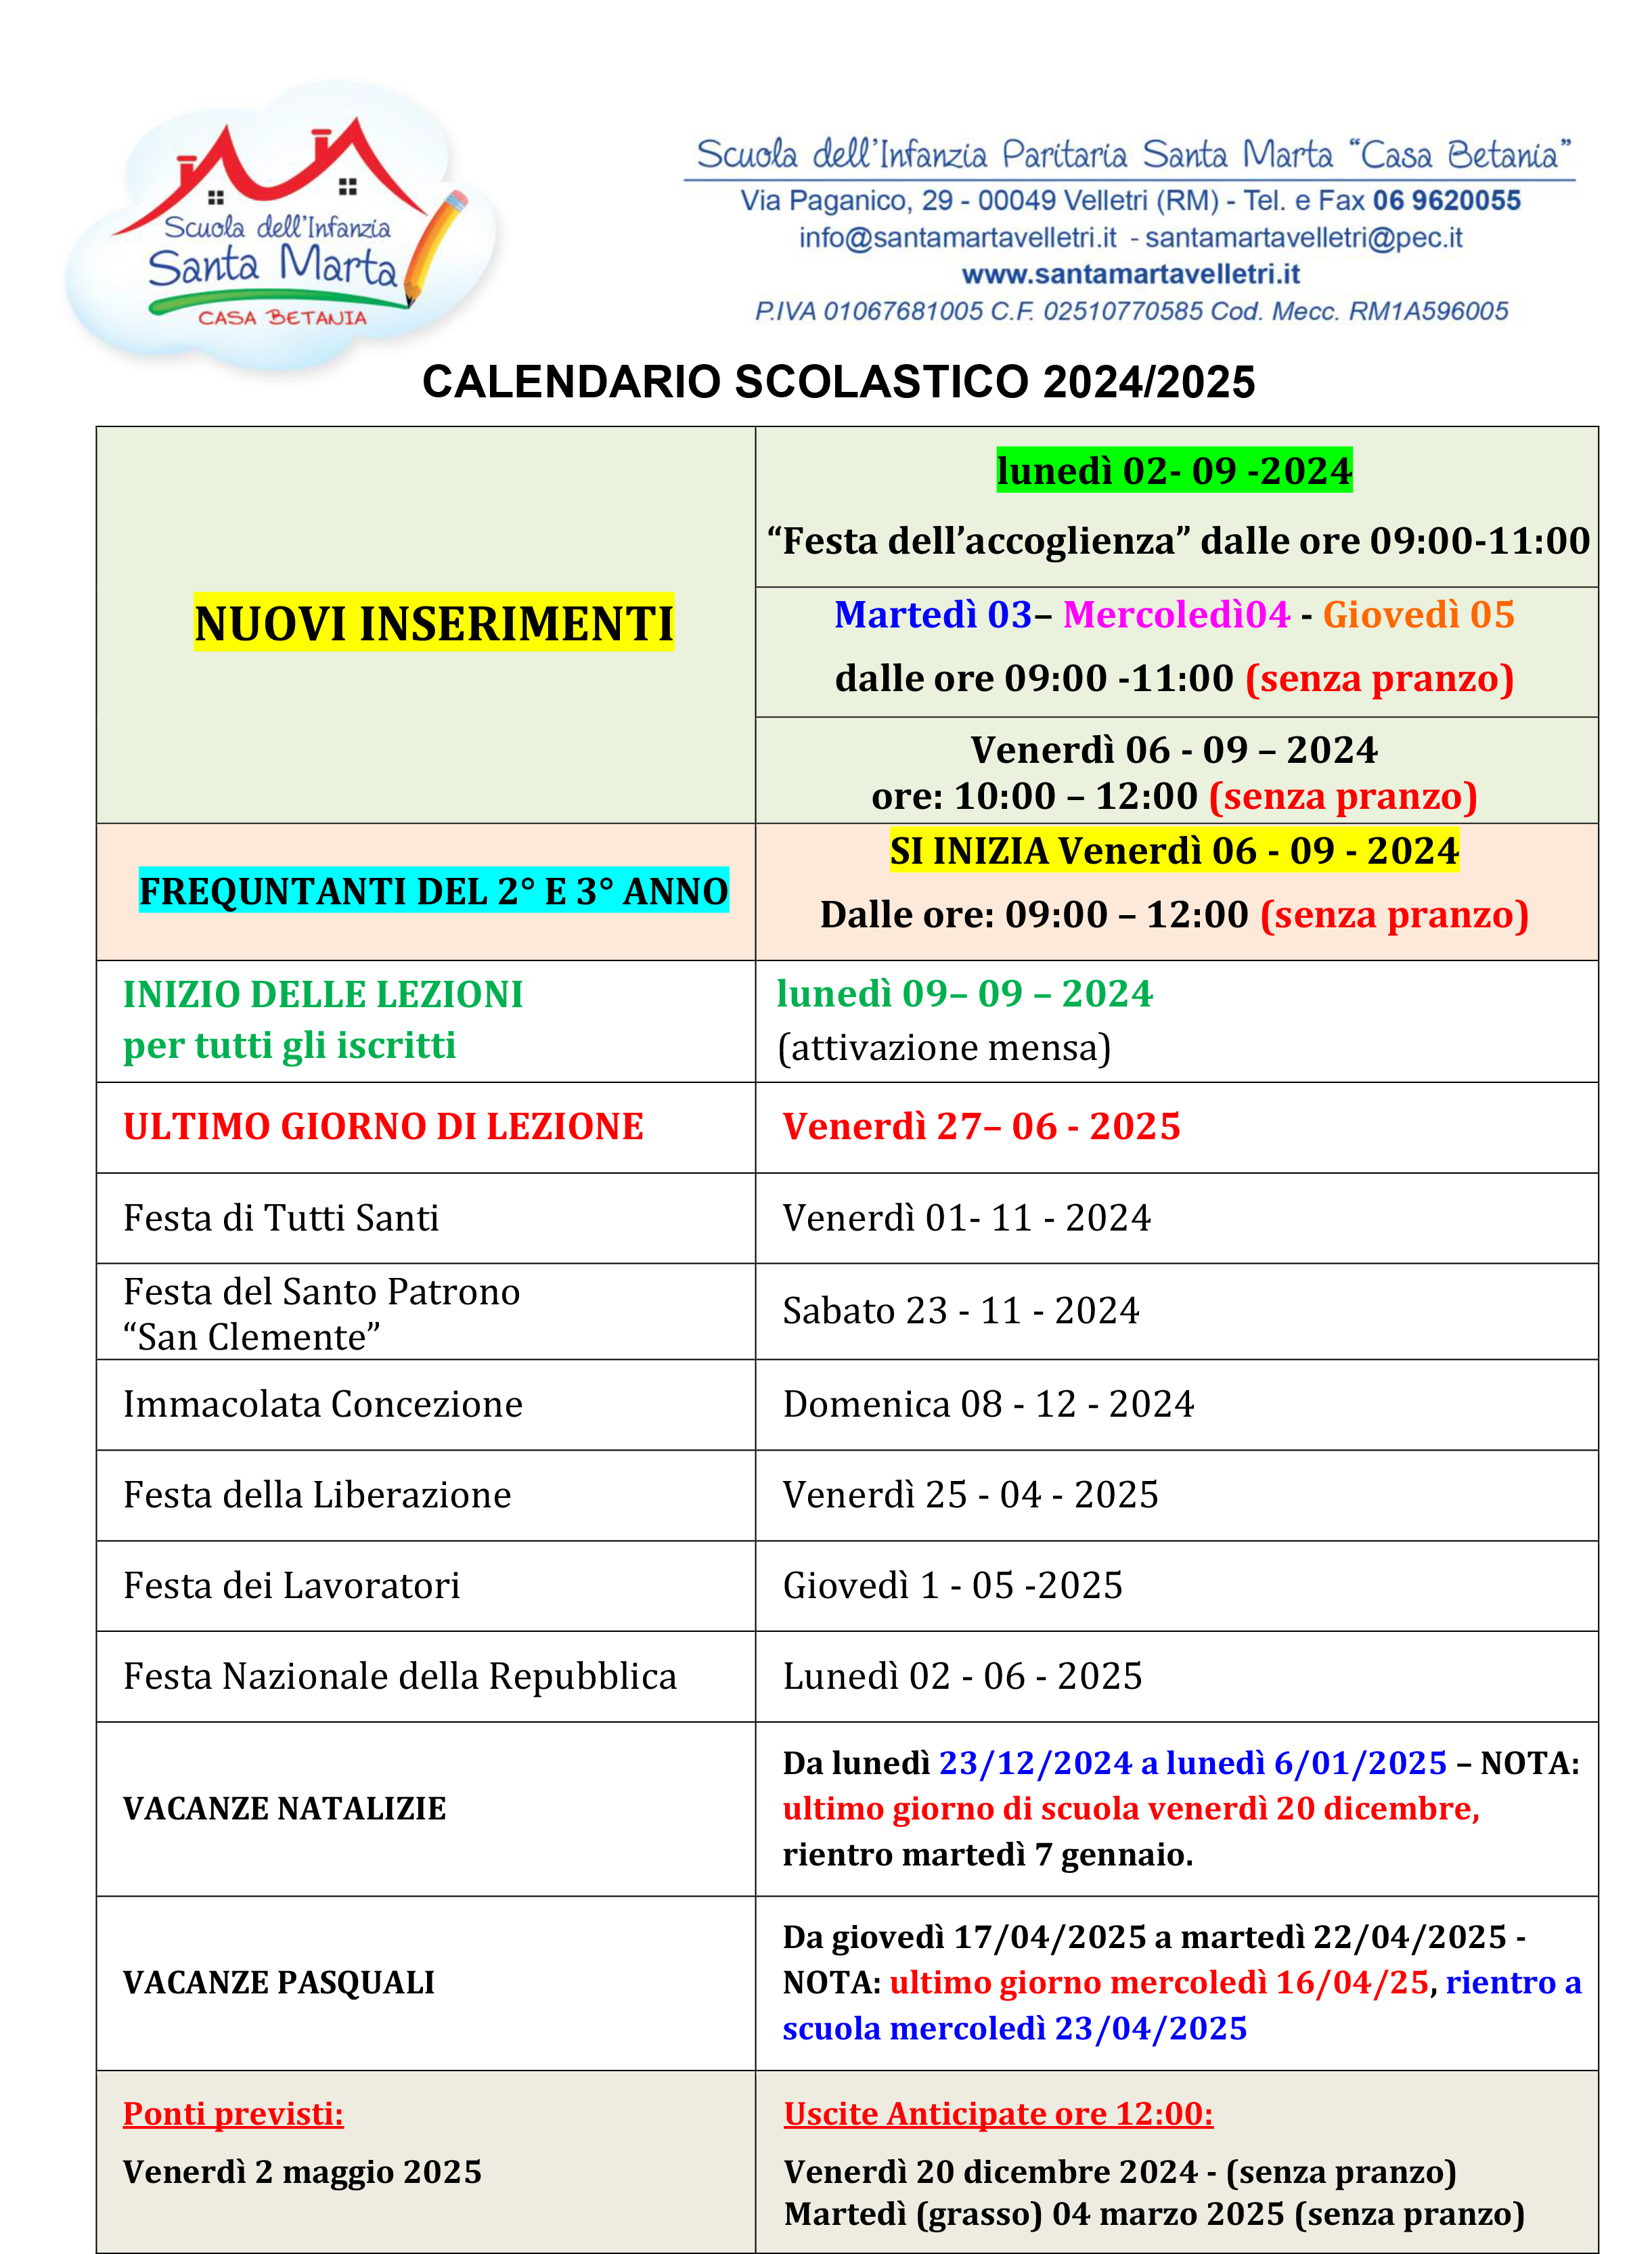 Scuola dell'Infanzia
Santa Marta
CASA BETANIA
Scuola dell'Infanzia Paritaria Santa Marta “Casa Betania”
Via Paganico, 29 - 00049 Velletri (RM) - Tel. e Fax 06 9620055
info@santamartavelletri.it - santamartavelletri@pec.it
www.santamartavelletri.it
P.IVA 01067681005 C.F. 02510770585 Cod. Mecc. RM1A596005
CALENDARIO SCOLASTICO 2024/2025
NUOVI INSERIMENTI
lunedì 02- 09 -2024
“Festa dell’accoglienza” dalle ore 09:00-11:00
Martedì 03– Mercoledì04 - Giovedì 05
dalle ore 09:00 -11:00 (senza pranzo)
Venerdì 06 - 09 – 2024
ore: 10:00 – 12:00 (senza pranzo)
FREQUNTANTI DEL 2° E 3° ANNO
SI INIZIA Venerdì 06 - 09 - 2024
Dalle ore: 09:00 – 12:00 (senza pranzo)
INIZIO DELLE LEZIONI
per tutti gli iscritti
lunedì 09– 09 – 2024
(attivazione mensa)
ULTIMO GIORNO DI LEZIONE
Venerdì 27– 06 - 2025
Festa di Tutti Santi
Venerdì 01- 11 - 2024
Festa del Santo Patrono
“San Clemente”
Sabato 23 - 11 - 2024
Immacolata Concezione
Domenica 08 - 12 - 2024
Festa della Liberazione
Venerdì 25 - 04 - 2025
Festa dei Lavoratori
Giovedì 1 - 05 -2025
Festa Nazionale della Repubblica
Lunedì 02 - 06 - 2025
VACANZE NATALIZIE
Da lunedì 23/12/2024 a lunedì 6/01/2025 – NOTA:
ultimo giorno di scuola venerdì 20 dicembre,
rientro martedì 7 gennaio.
VACANZE PASQUALI
Da giovedì 17/04/2025 a martedì 22/04/2025 -
NOTA: ultimo giorno mercoledì 16/04/25, rientro a
scuola mercoledì 23/04/2025
Ponti previsti:
Venerdì 2 maggio 2025
Uscite Anticipate ore 12:00:
Venerdì 20 dicembre 2024 - (senza pranzo)
Martedì (grasso) 04 marzo 2025 (senza pranzo)